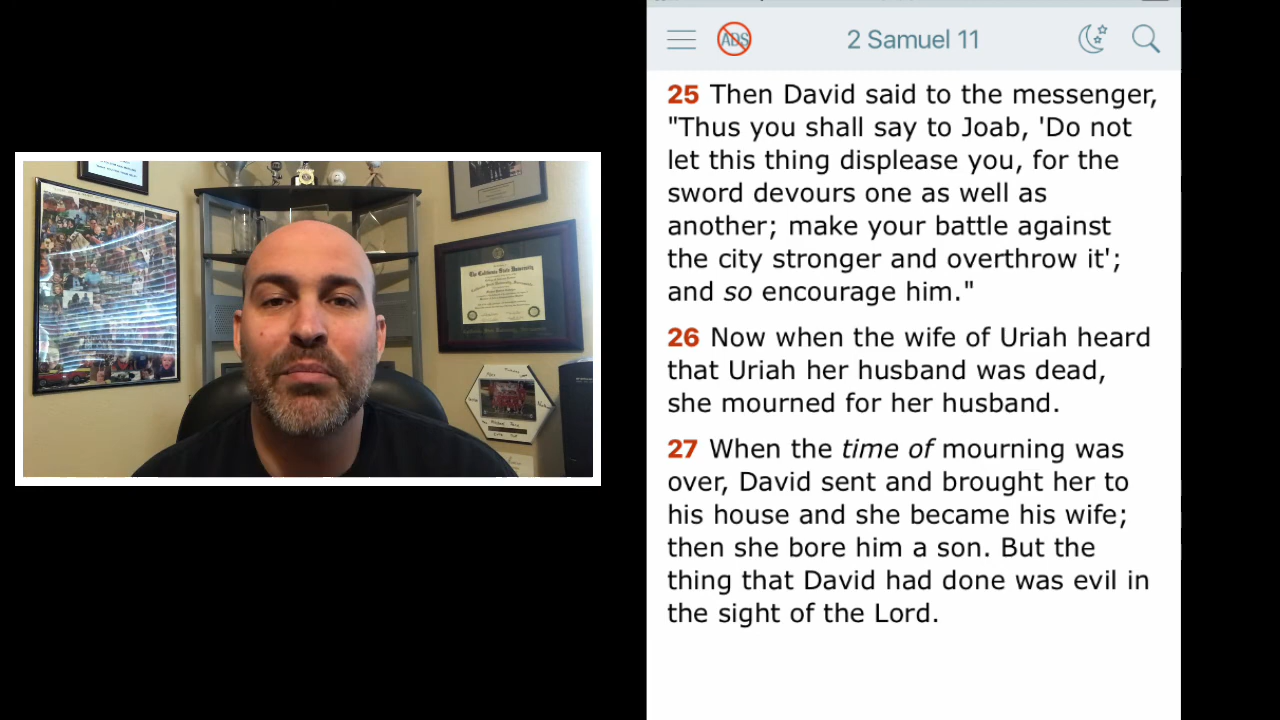 ADS
2 Samuel 11
25 Then David said to the messenger,
"Thus you shall say to Joab, 'Do not
let this thing displease you, for the
sword devours one as well as
another; make your battle against
the city stronger and overthrow it';
and so encourage him."
26 Now when the wife of Uriah heard
that Uriah her husband was dead,
she mourned for her husband.
27 When the time of mourning was
over, David sent and brought her to
his house and she became his wife;
then she bore him a son. But the
thing that David had done was evil in
the sight of the Lord.
The California State University